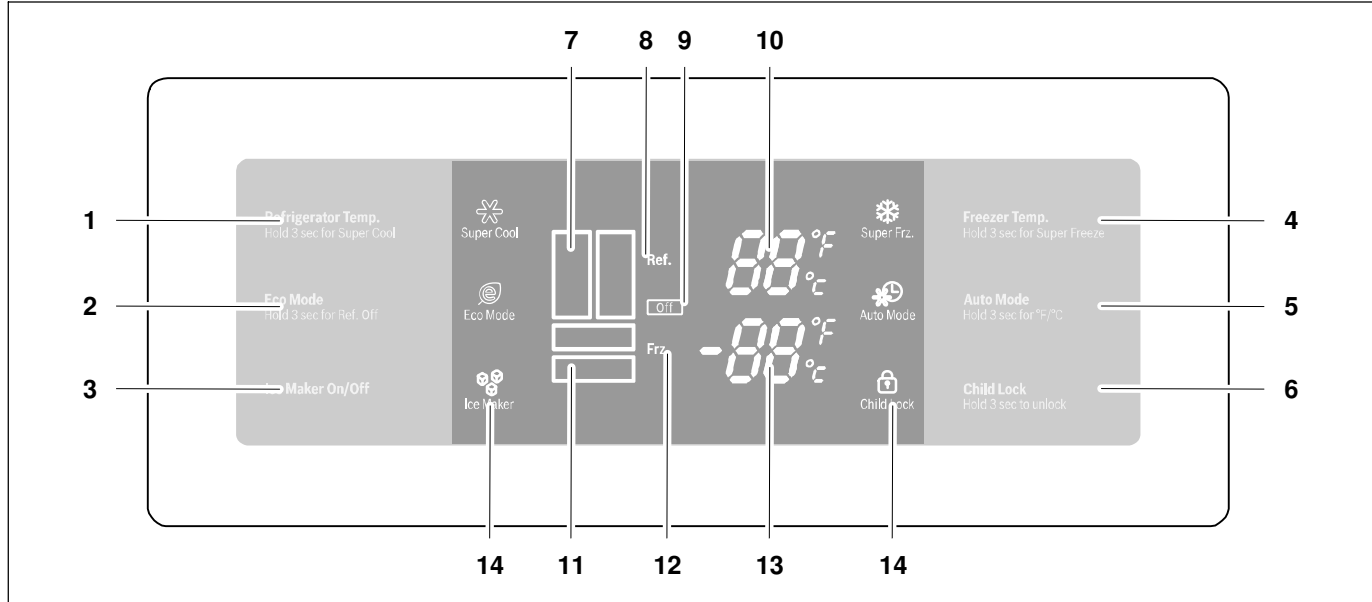 7 8 9 10
1
Refrigerator Temp.
Hold 3 sec for Super Cool
Super Cool
Ref.
°F
°C
Super Frz.
Freezer Temp.
Hold 3 sec for Super Freeze
4
2
Eco Mode
Hold 3 sec for Ref. Off
Eco Mode
Off
Auto Mode
Auto Mode
Hold 3 sec for °F/°C
5
88
3
Ice Maker On/Off
Ice Maker
Frz.
-88
°F
°C
Child Lock
Child Lock
Hold 3 sec to unlock
6
14 11 12 13 14